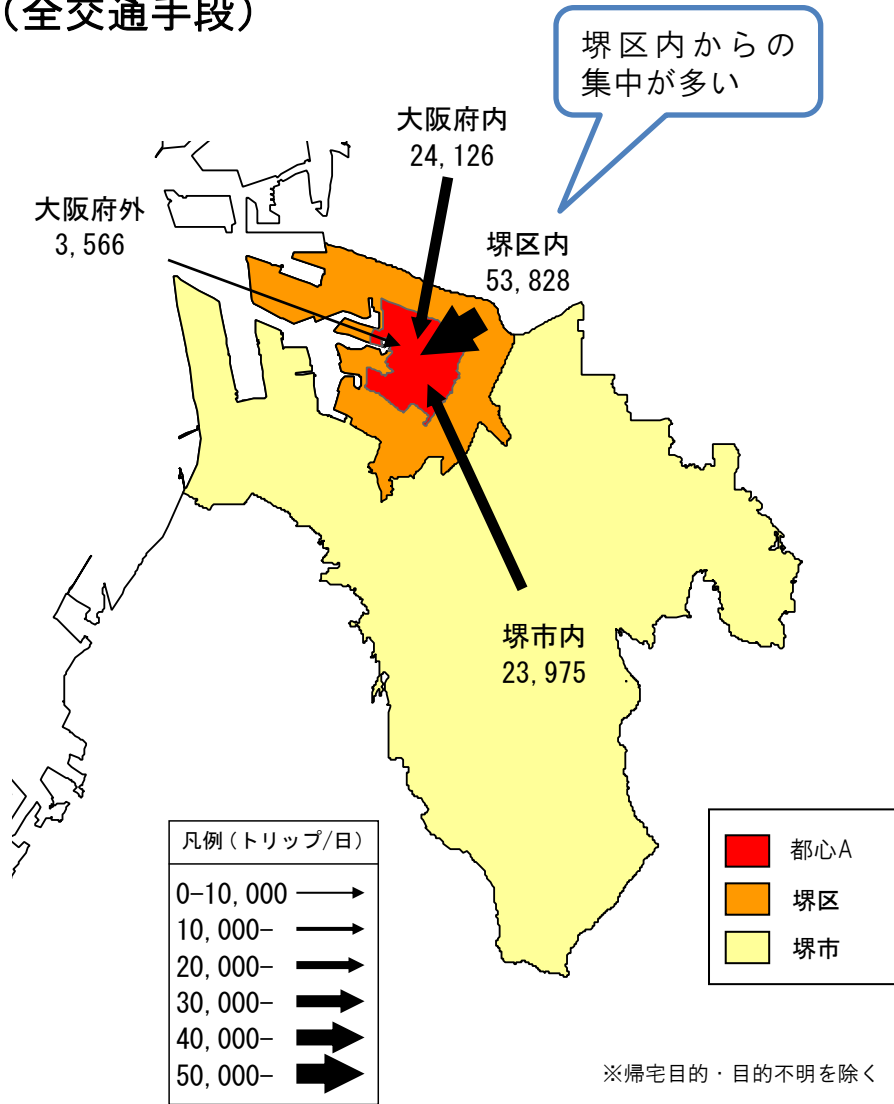 （全交通手段）
堺区内からの
集中が多い
大阪府内
24,126
大阪府外
3,566
堺区内
53,828
堺市内
23,975
凡例（トリップ/日）
0-10,000
10,000-
20,000-
30,000-
40,000-
50,000-
都心A
堺区
堺市
※帰宅目的・目的不明を除く